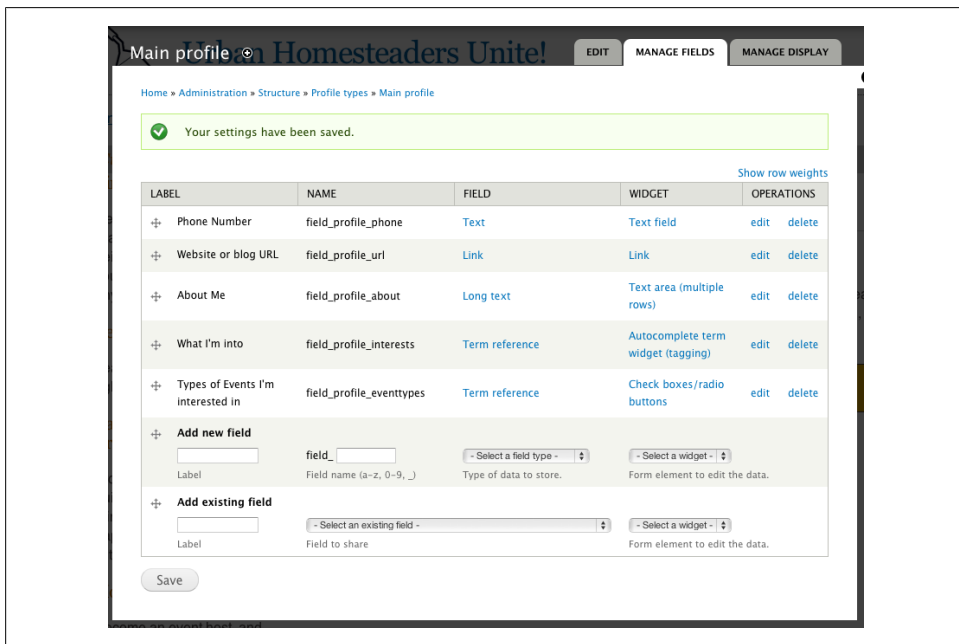 Main profile
Urban Homesteaders Unite!
EDIT
MANAGE FIELDS
MANAGE DISPLAY
Home » Administration » Structure » Profile types » Main profile
Your settings have been saved.
Show row weights
LABEL NAME FIELD WIDGET OPERATIONS
Phone Number field_profile_phone Text Text field edit delete
Website or blog URL field_profile_url Link Link edit delete
About Me field_profile_about Long text Text area (multiple
rows) edit delete
What I'm into field_profile_interests Term reference Autocomplete term
widget (tagging) edit delete
Types of Events I'm
interested in field_profile_eventtypes Term reference Check boxes/radio
buttons edit delete
Add new field
field_ - Select a field type - - Select a widget -
Label Field name (a-z, 0-9, _) Type of data to store. Form element to edit the data.
Add existing field
- Select an existing field - - Select a widget -
Label Field to share Form element to edit the data.
Save
an event host, and